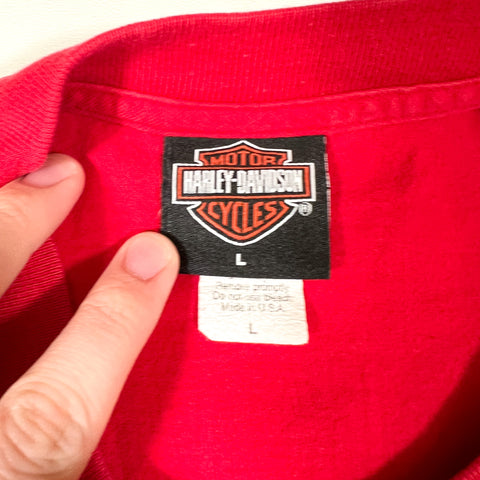 MOTOR
HARLEY-DAVIDSON
CYCLES
®
L
Remove promptly.
Do not use bleach.
Made in U.S.A.
L